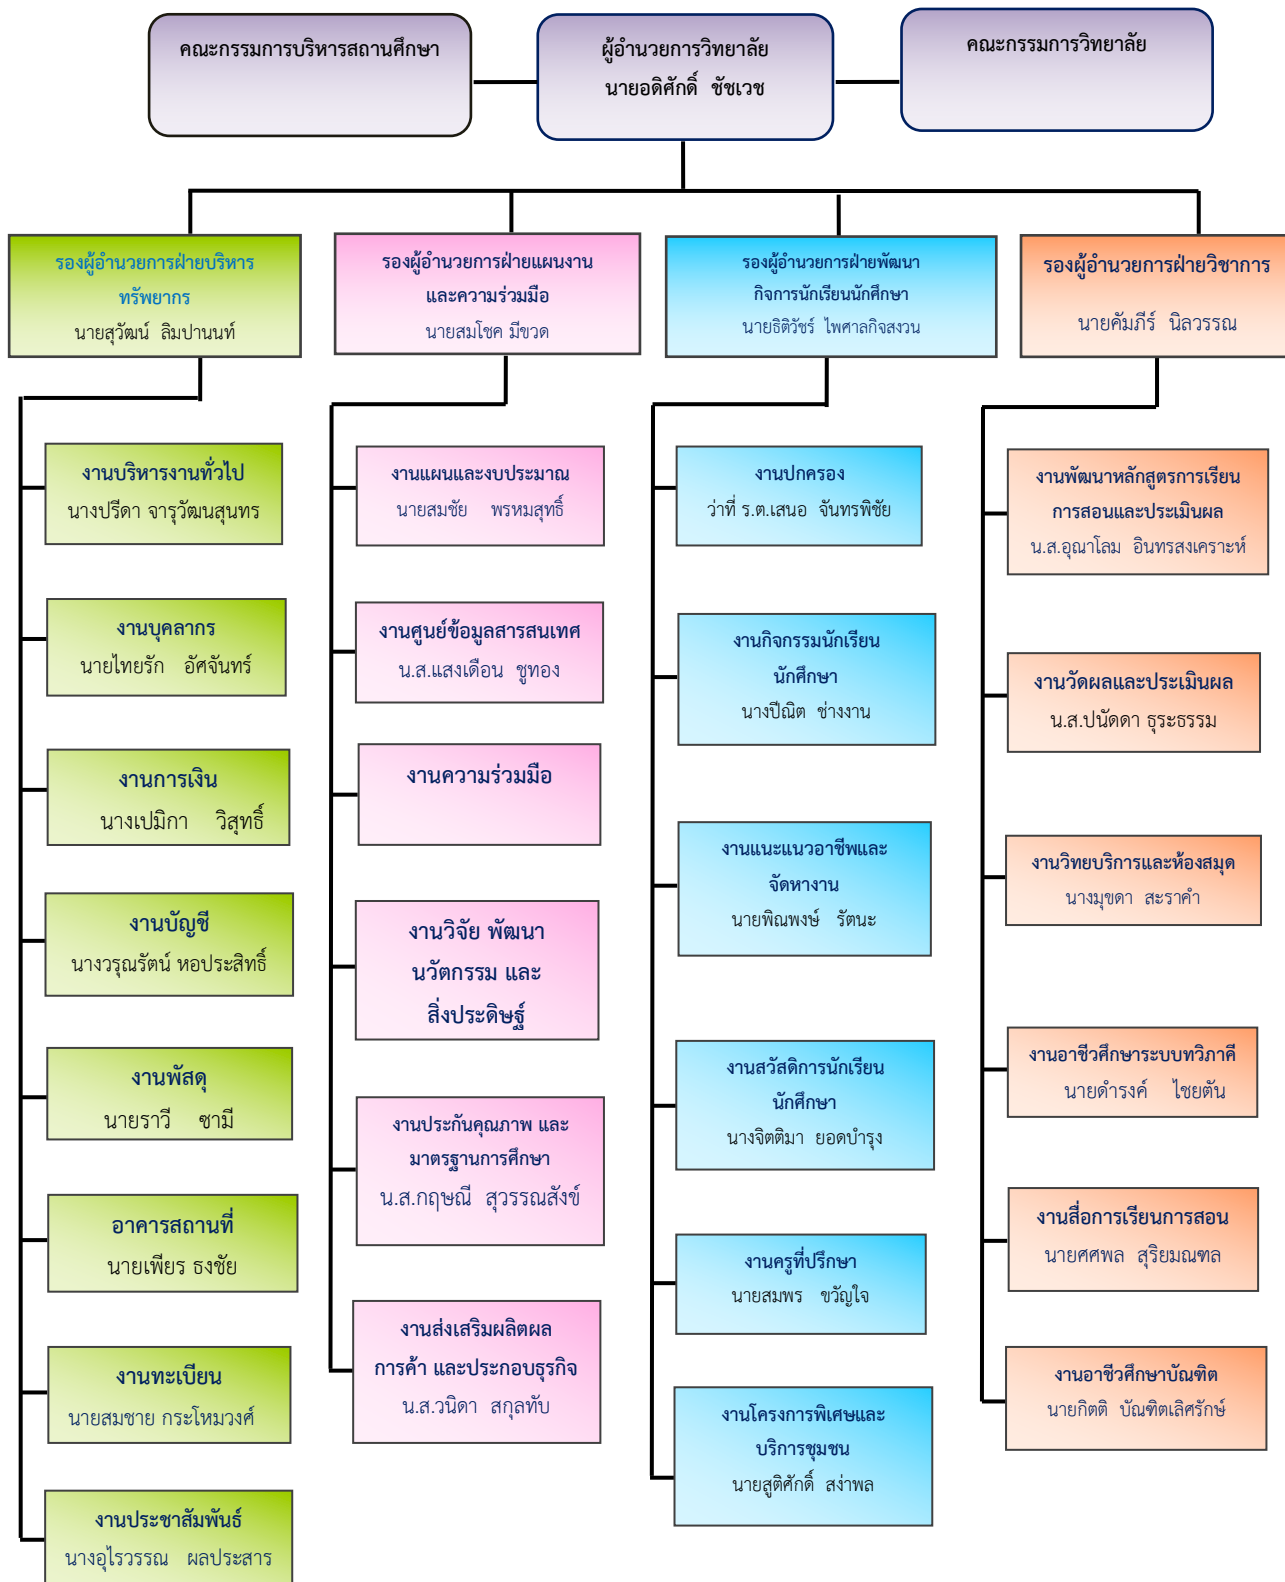 คณะกรรมการบริหารสถานศึกษา
ผู้อำนวยการวิทยาลัย
นายอดิศักดิ์ ชัชเวช
คณะกรรมการวิทยาลัย
รองผู้อำนวยการฝ่ายบริหาร
ทรัพยากร
นายสุวัฒน์ ลิมปานนท์
รองผู้อำนวยการฝ่ายแผนงาน
และความร่วมมือ
นายสมโชค มีขวด
รองผู้อำนวยการฝ่ายพัฒนา
กิจการนักเรียนนักศึกษา
นายธิติวัชร์ ไพศาลกิจสงวน
รองผู้อำนวยการฝ่ายวิชาการ
นายคัมภีร์ นิลวรรณ
งานบริหารงานทั่วไป
นางปรีดา จารุวัฒนสุนทร
งานบุคลากร
นายไทยรัก อัศจันทร์
งานการเงิน
นางเปมิกา วิสุทธิ์
งานบัญชี
นางวรุณรัตน์ หอประสิทธิ์
งานพัสดุ
นายราวี ซามี
อาคารสถานที่
นายเพียร ธงชัย
งานทะเบียน
นายสมชาย กระโหมวงศ์
งานประชาสัมพันธ์
นางอุไรวรรณ ผลประสาร
งานแผนและงบประมาณ
นายสมชัย พรหมสุทธิ์
งานศูนย์ข้อมูลสารสนเทศ
น.ส.แสงเดือน ชูทอง
งานความร่วมมือ
งานวิจัย พัฒนา
นวัตกรรม และ
สิ่งประดิษฐ์
งานประกันคุณภาพ และ
มาตรฐานการศึกษา
น.ส.กฤษณี สุวรรณสังข์
งานส่งเสริมผลิตผล
การค้า และประกอบธุรกิจ
น.ส.วนิดา สกุลทับ
งานปกครอง
ว่าที่ ร.ต.เสนอ จันทรพิชัย
งานกิจกรรมนักเรียน
นักศึกษา
นางปีณิต ช่างงาน
งานแนะแนวอาชีพและ
จัดหางาน
นายพิณพงษ์ รัตนะ
งานสวัสดิการนักเรียน
นักศึกษา
นางจิตติมา ยอดบำรุง
งานครูที่ปรึกษา
นายสมพร ขวัญใจ
งานโครงการพิเศษและ
บริการชุมชน
นายสูติศักดิ์ สง่าพล
งานพัฒนาหลักสูตรการเรียน
การสอนและประเมินผล
น.ส.อุณาโลม อินทรสงเคราะห์
งานวัดผลและประเมินผล
น.ส.ปนัดดา ธุระธรรม
งานวิทยบริการและห้องสมุด
นางมุขดา สะราคำ
งานอาชีวศึกษาระบบทวิภาคี
นายดำรงค์ ไชยตัน
งานสื่อการเรียนการสอน
นายศศพล สุริยมณฑล
งานอาชีวศึกษาบัณฑิต
นายกิตติ บัณฑิตเลิศรักษ์